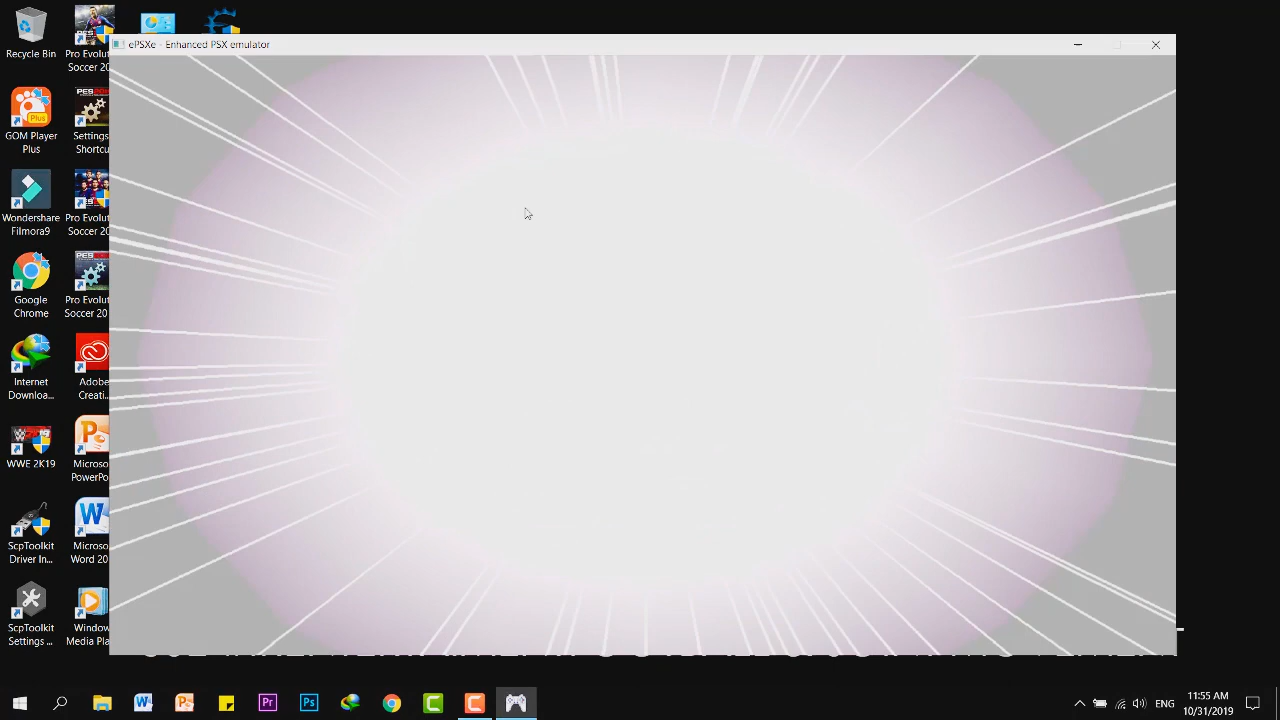 ePSXe - Enhanced PSX emulator
Recycle Bin
Pro Evolut
Soccer 20
GOM Player
Plus
Settings
Shortcu
Wondershare
Filmora9
Pro Evolut
Soccer 20
Google
Chrome
Pro Evolut
Soccer 20
Internet
Downloa...
Adobe
Creati
WWE 2K19
Microso
PowerPo
ScpToolkit
Driver In...
Microso
Word 20
ScpToolkit
Settings ...
Window
Media Pla
ENG
11:55 AM
10/31/2019